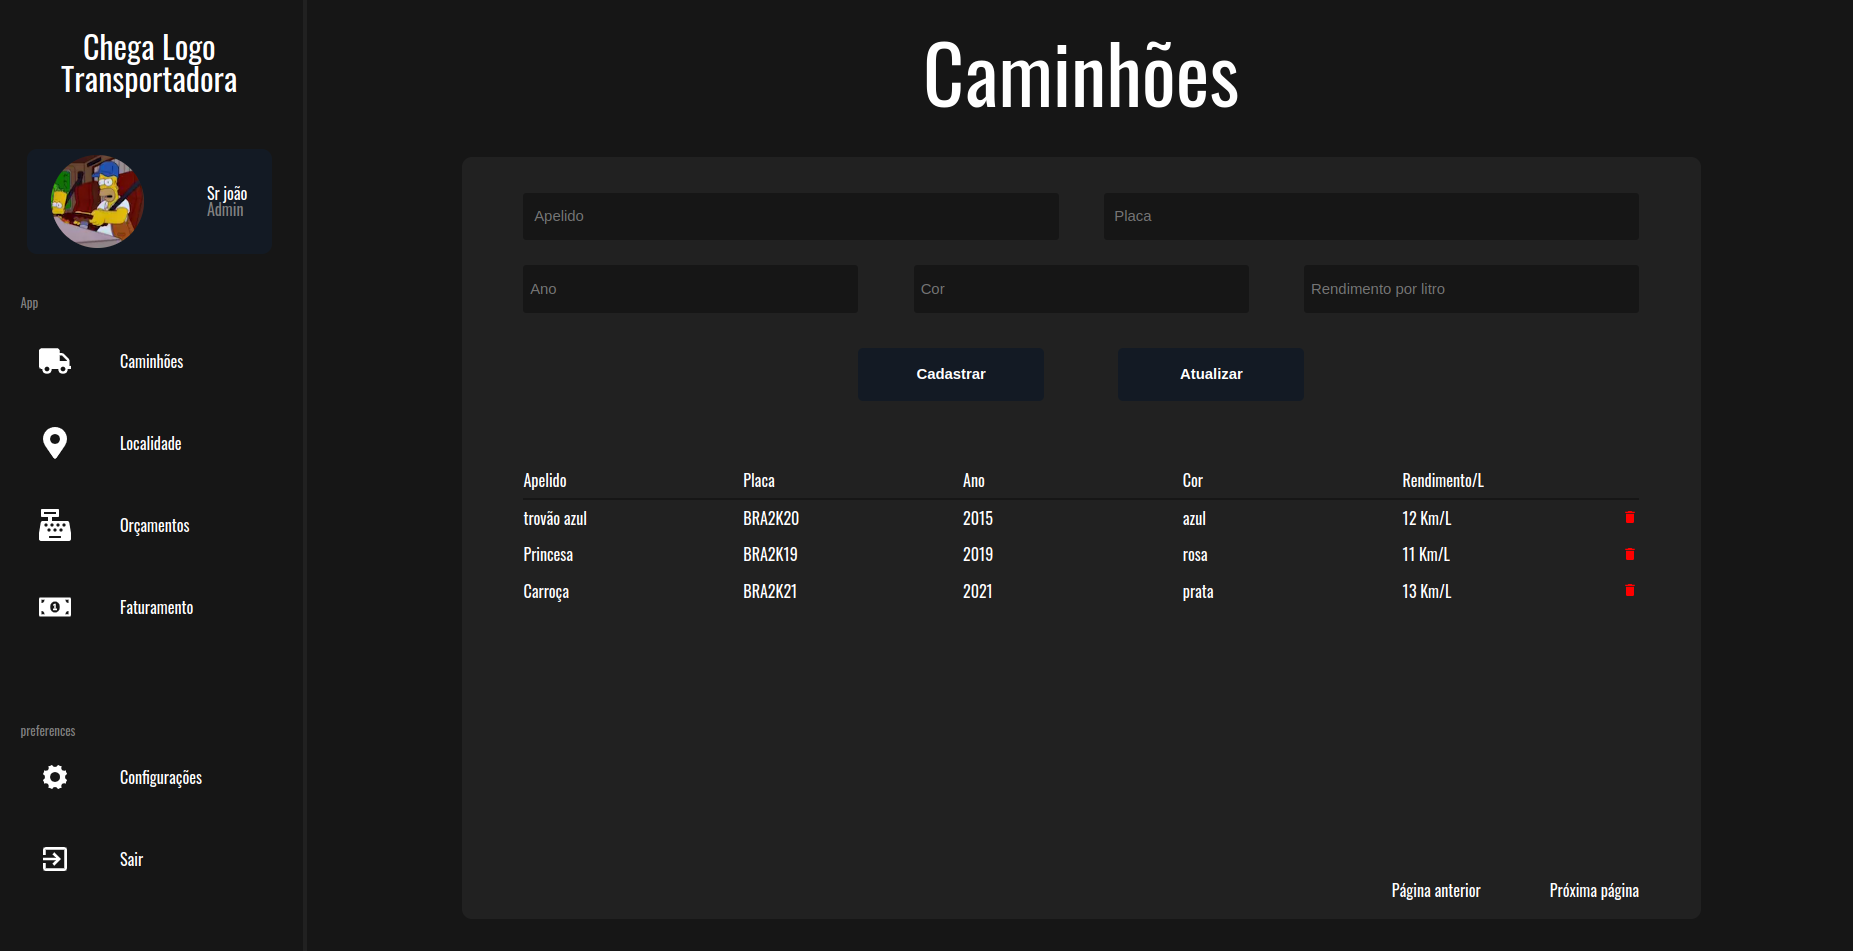 Chega Logo
Transportadora
Sr joão
Admin
App
Caminhões
Localidade
Orçamentos
Faturamento
preferences
Configurações
Sair
Caminhões
Apelido Placa
Ano Cor Rendimento por litro
Cadastrar Atualizar
Apelido Placa Ano Cor Rendimento/L
trovão azul BRA2K20 2015 azul 12 Km/L
Princesa BRA2K19 2019 rosa 11 Km/L
Carroça BRA2K21 2021 prata 13 Km/L
Página anterior Próxima página